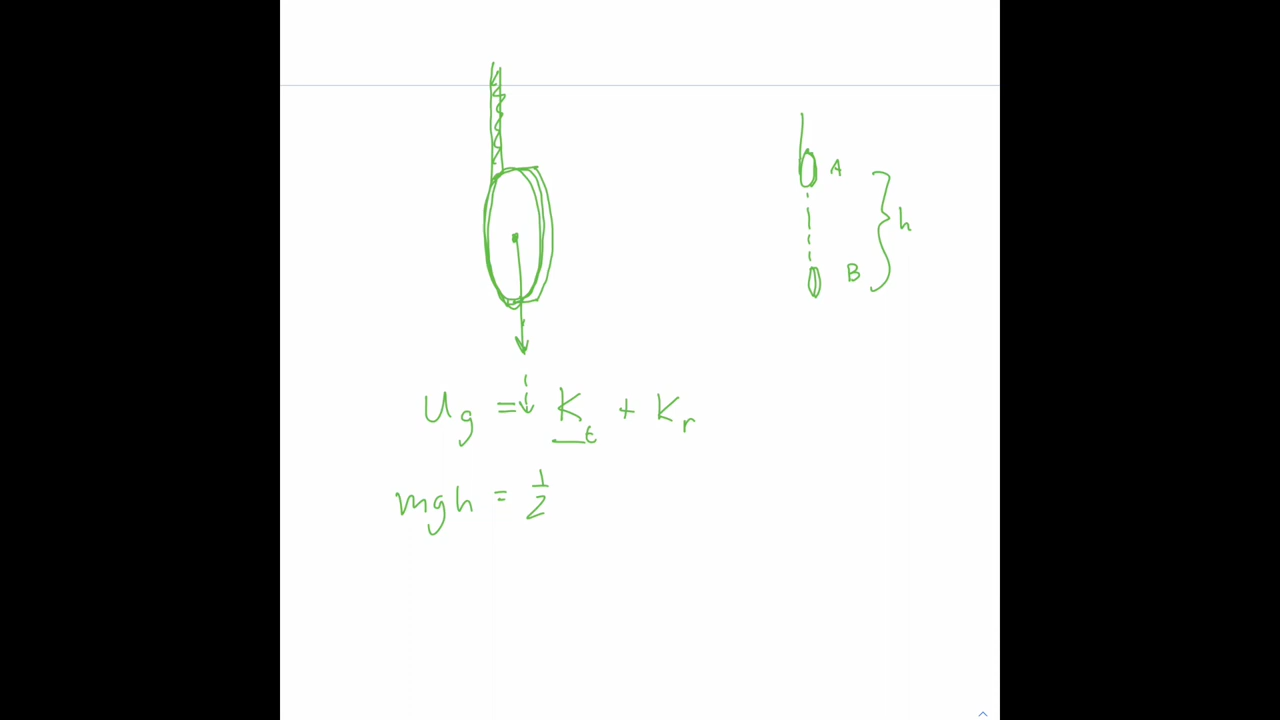 A
h
B
Ug = Kt + Kr
mgh = 1/2